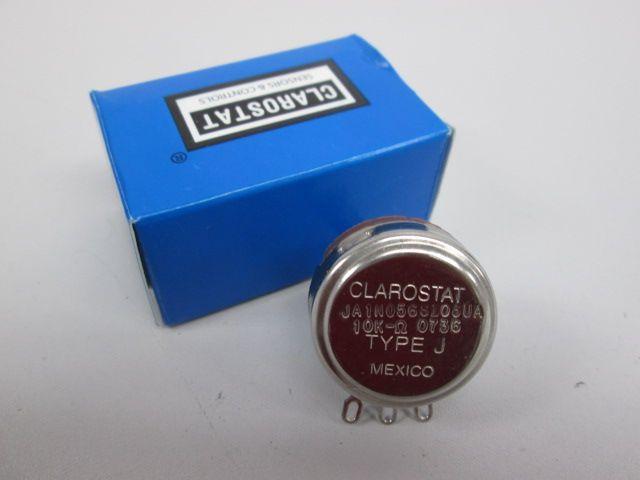 CLAROSTAT
SENSORS & CONTROLS
®
CLAROSTAT
JA1N056S103UA
10K-Ω 0736
TYPE J
MEXICO